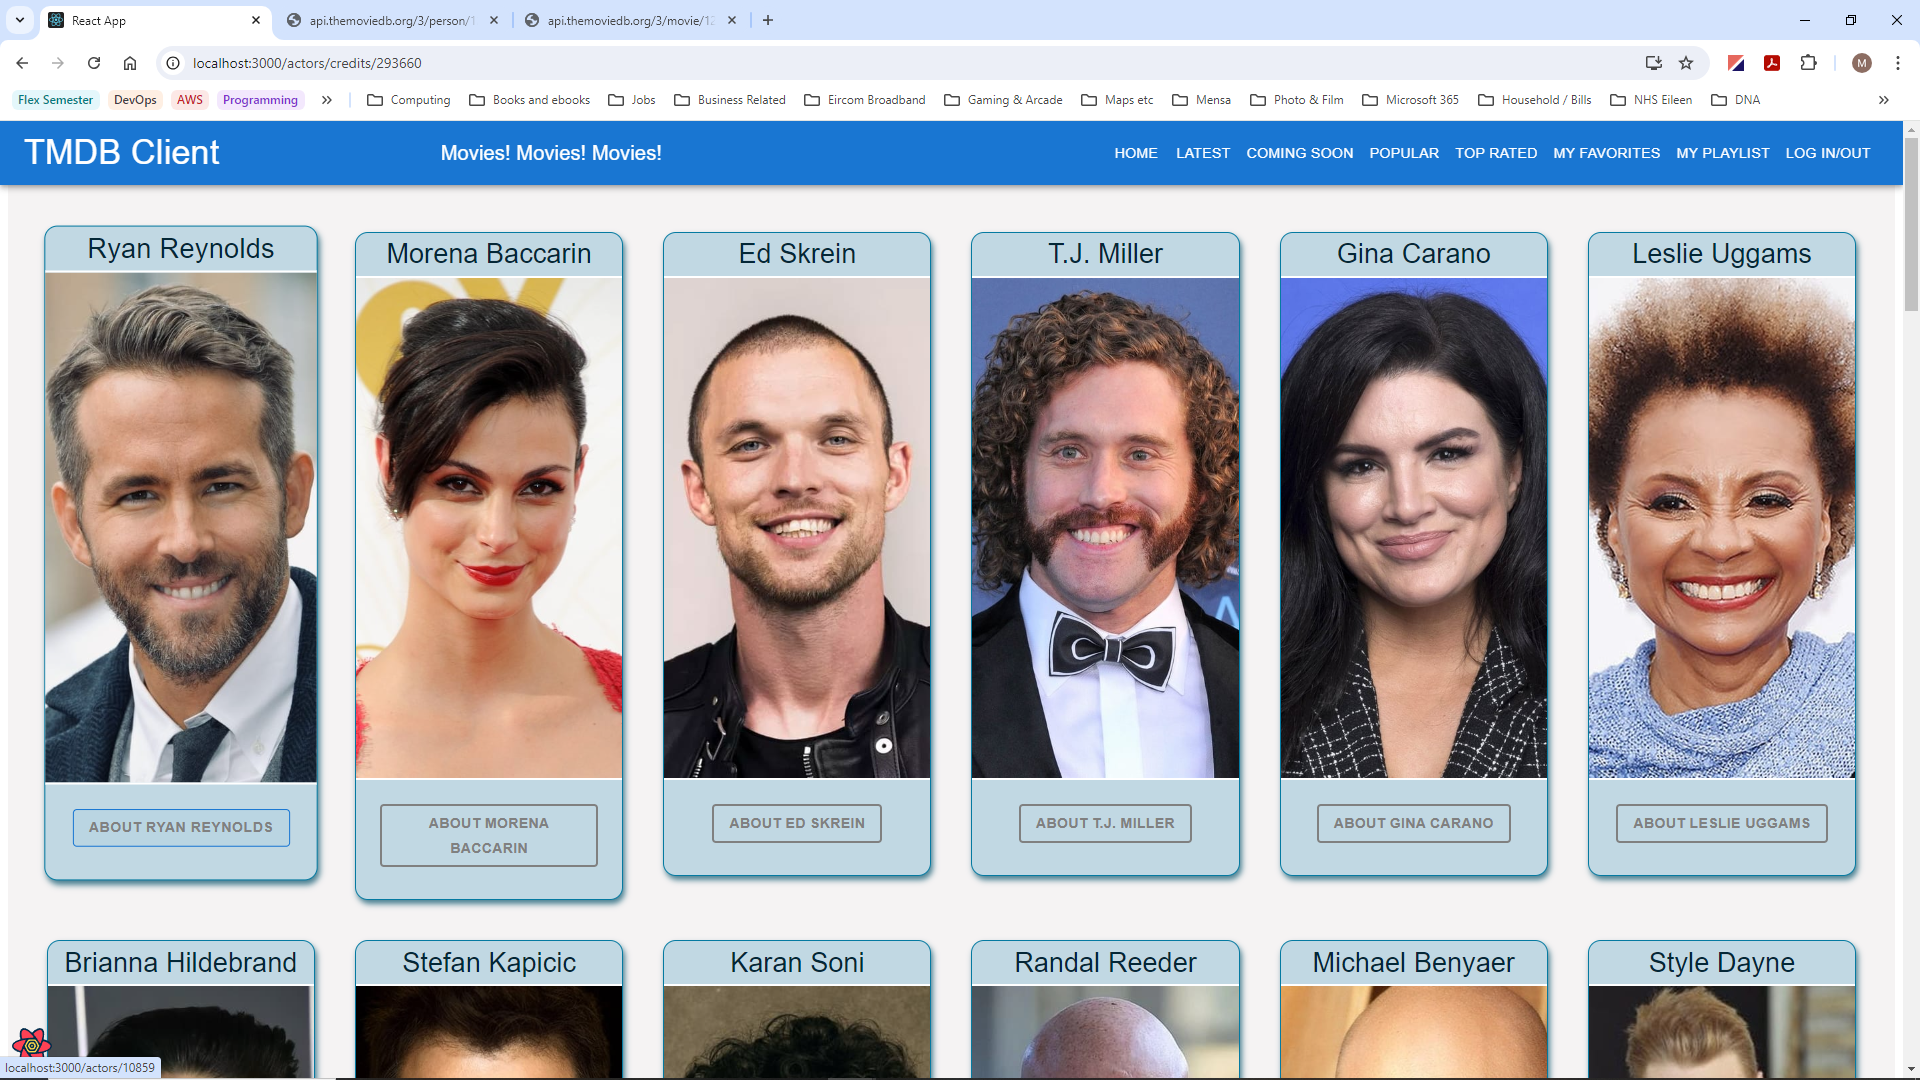 React App
api.themoviedb.org/3/person/1
api.themoviedb.org/3/movie/12
localhost:3000/actors/credits/293660
M
Flex Semester DevOps AWS Programming Computing Books and ebooks Jobs Business Related Eircom Broadband Gaming & Arcade Maps etc Mensa Photo & Film Microsoft 365 Household / Bills NHS Eileen DNA
TMDB Client
Movies! Movies! Movies!
HOME LATEST COMING SOON POPULAR TOP RATED MY FAVORITES MY PLAYLIST LOG IN/OUT
Ryan Reynolds
Morena Baccarin
Ed Skrein
T.J. Miller
Gina Carano
Leslie Uggams
ABOUT RYAN REYNOLDS
ABOUT MORENA
BACCARIN
ABOUT ED SKREIN
ABOUT T.J. MILLER
ABOUT GINA CARANO
ABOUT LESLIE UGGAMS
Brianna Hildebrand
Stefan Kapicic
Karan Soni
Randal Reeder
Michael Benyaer
Style Dayne
localhost:3000/actors/10859